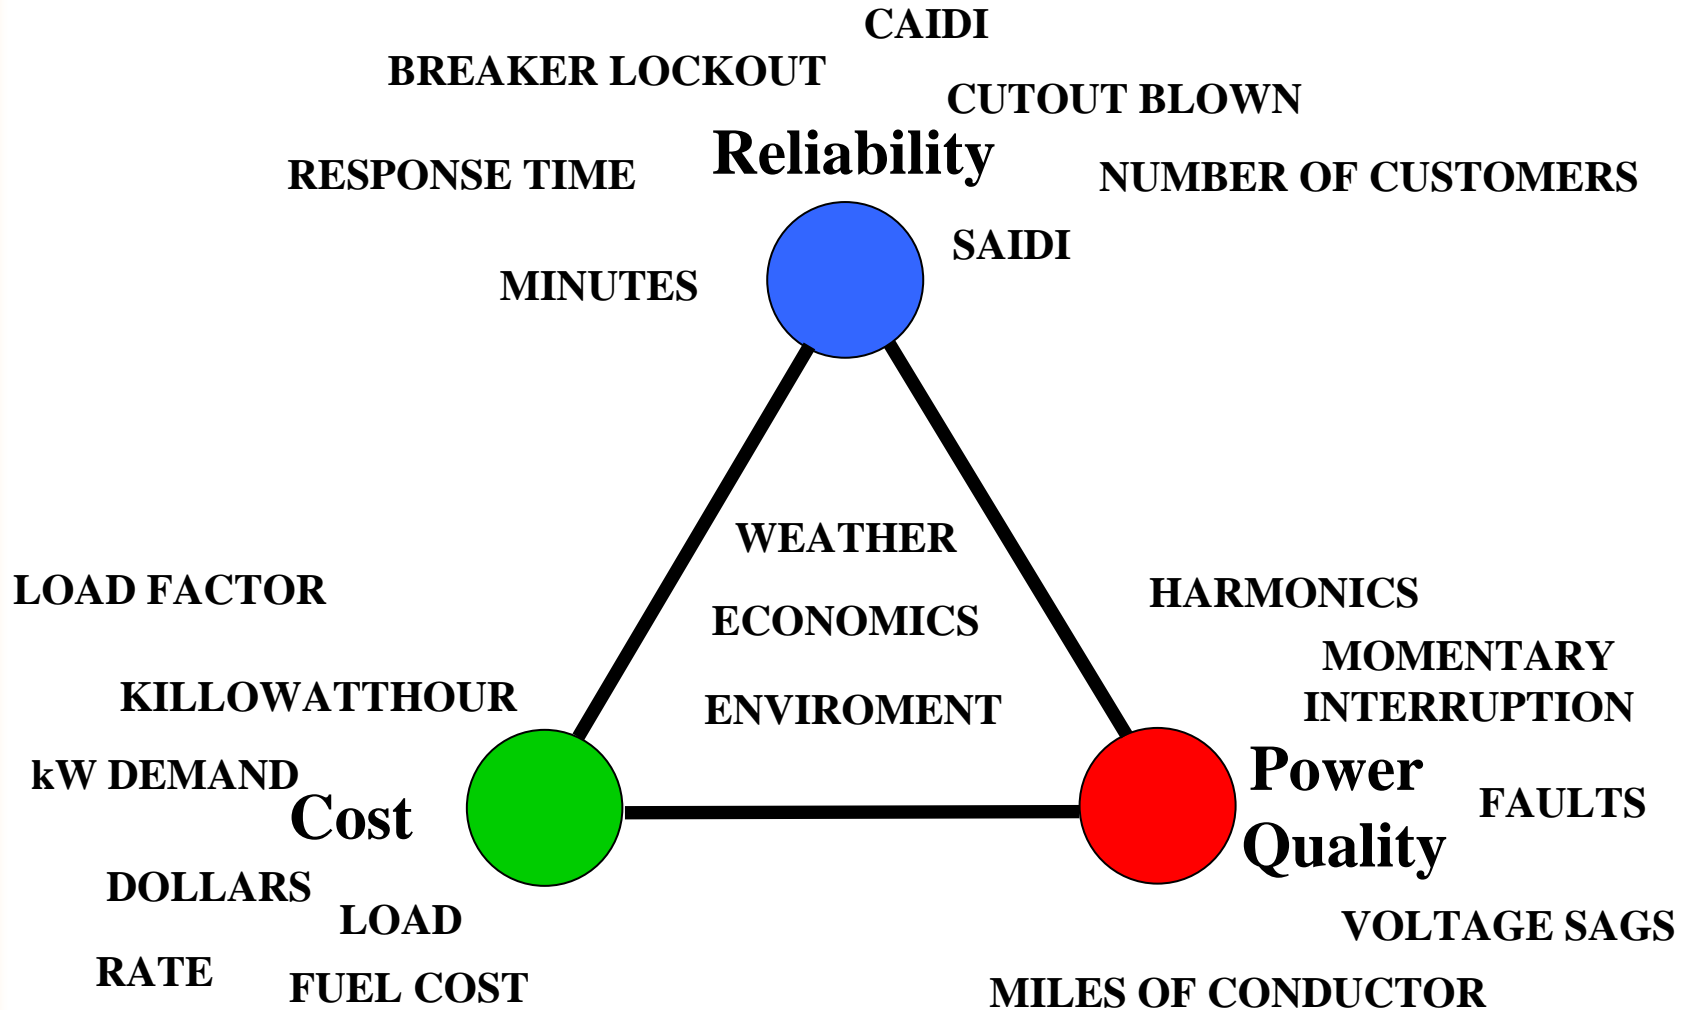 CAIDI
BREAKER LOCKOUT
CUTOUT BLOWN
Reliability
RESPONSE TIME
NUMBER OF CUSTOMERS
SAIDI
MINUTES
WEATHER
LOAD FACTOR
HARMONICS
ECONOMICS
MOMENTARY
INTERRUPTION
KILLOWATTHOUR
ENVIROMENT
kW DEMAND
Cost
Power
Quality
FAULTS
DOLLARS
LOAD
VOLTAGE SAGS
RATE
FUEL COST
MILES OF CONDUCTOR